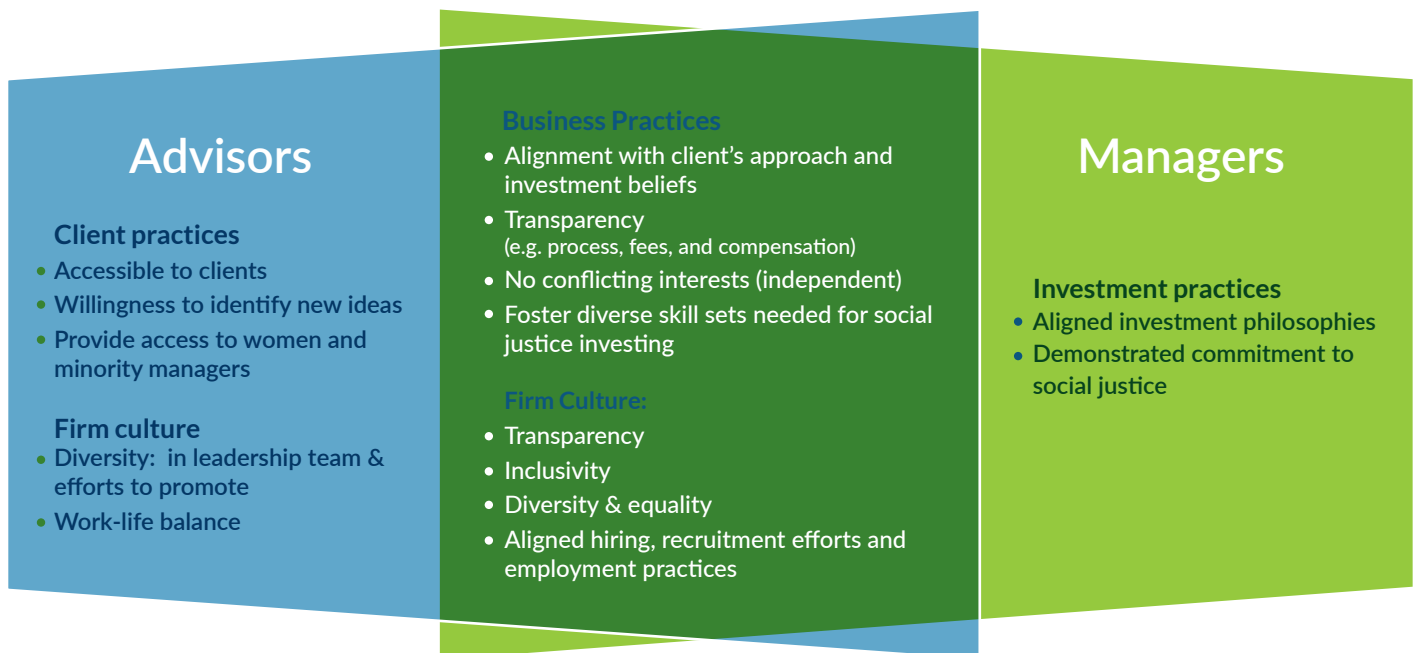 Advisors
Client practices
• Accessible to clients
• Willingness to identify new ideas
• Provide access to women and
minority managers
Firm culture
• Diversity:  in leadership team &
efforts to promote
• Work-life balance
Business Practices
• Alignment with client’s approach and
investment beliefs
• Transparency
(e.g. process, fees, and compensation)
• No conflicting interests (independent)
• Foster diverse skill sets needed for social
justice investing
Firm Culture:
• Transparency
• Inclusivity
• Diversity & equality
• Aligned hiring, recruitment efforts and
employment practices
Managers
Investment practices
• Aligned investment philosophies
• Demonstrated commitment to
social justice